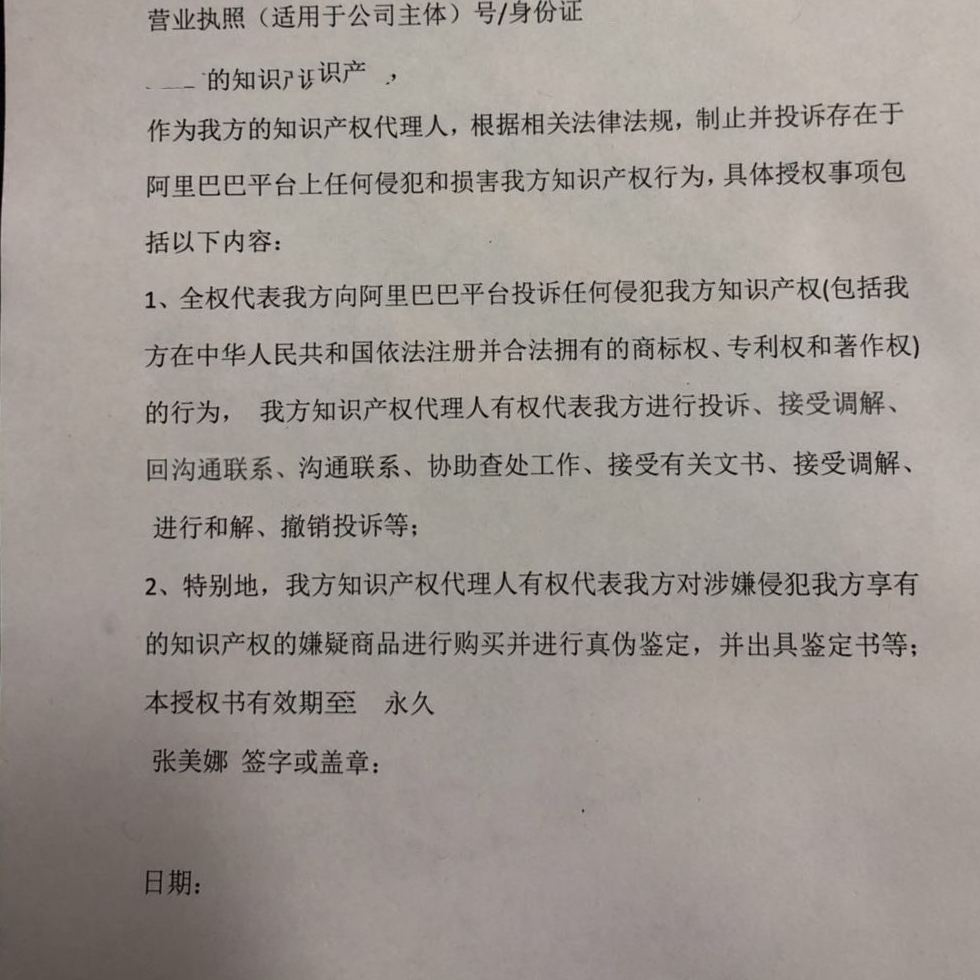 营业执照（适用于公司主体）号/身份证
的知识产识产，
作为我方的知识产权代理人，根据相关法律法规，制止并投诉存在于
阿里巴巴平台上任何侵犯和损害我方知识产权行为，具体授权事项包
括以下内容：
1、全权代表我方向阿里巴巴平台投诉任何侵犯我方知识产权(包括我
方在中华人民共和国依法注册并合法拥有的商标权、专利权和著作权)
的行为， 我方知识产权代理人有权代表我方进行投诉、接受调解、
回沟通联系、沟通联系、协助查处工作、接受有关文书、接受调解、
进行和解、撤销投诉等；
2、特别地，我方知识产权代理人有权代表我方对涉嫌侵犯我方享有
的知识产权的嫌疑商品进行购买并进行真伪鉴定，并出具鉴定书等；
本授权书有效期至 永久
张美娜 签字或盖章：
日期：